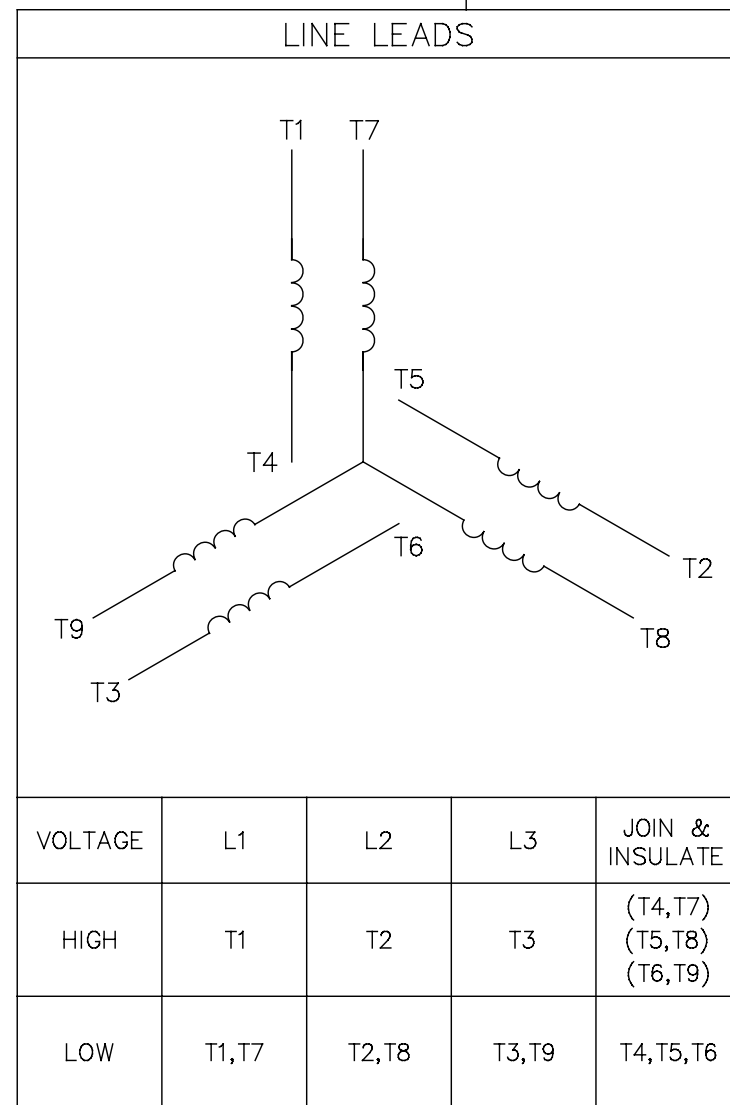 LINE LEADS
T1 T7
T5
T4
T6
T2
T9
T8
T3
VOLTAGE L1 L2 L3 JOIN &
INSULATE
HIGH T1 T2 T3 (T4,T7)
(T5,T8)
(T6,T9)
LOW T1,T7 T2,T8 T3,T9 T4,T5,T6